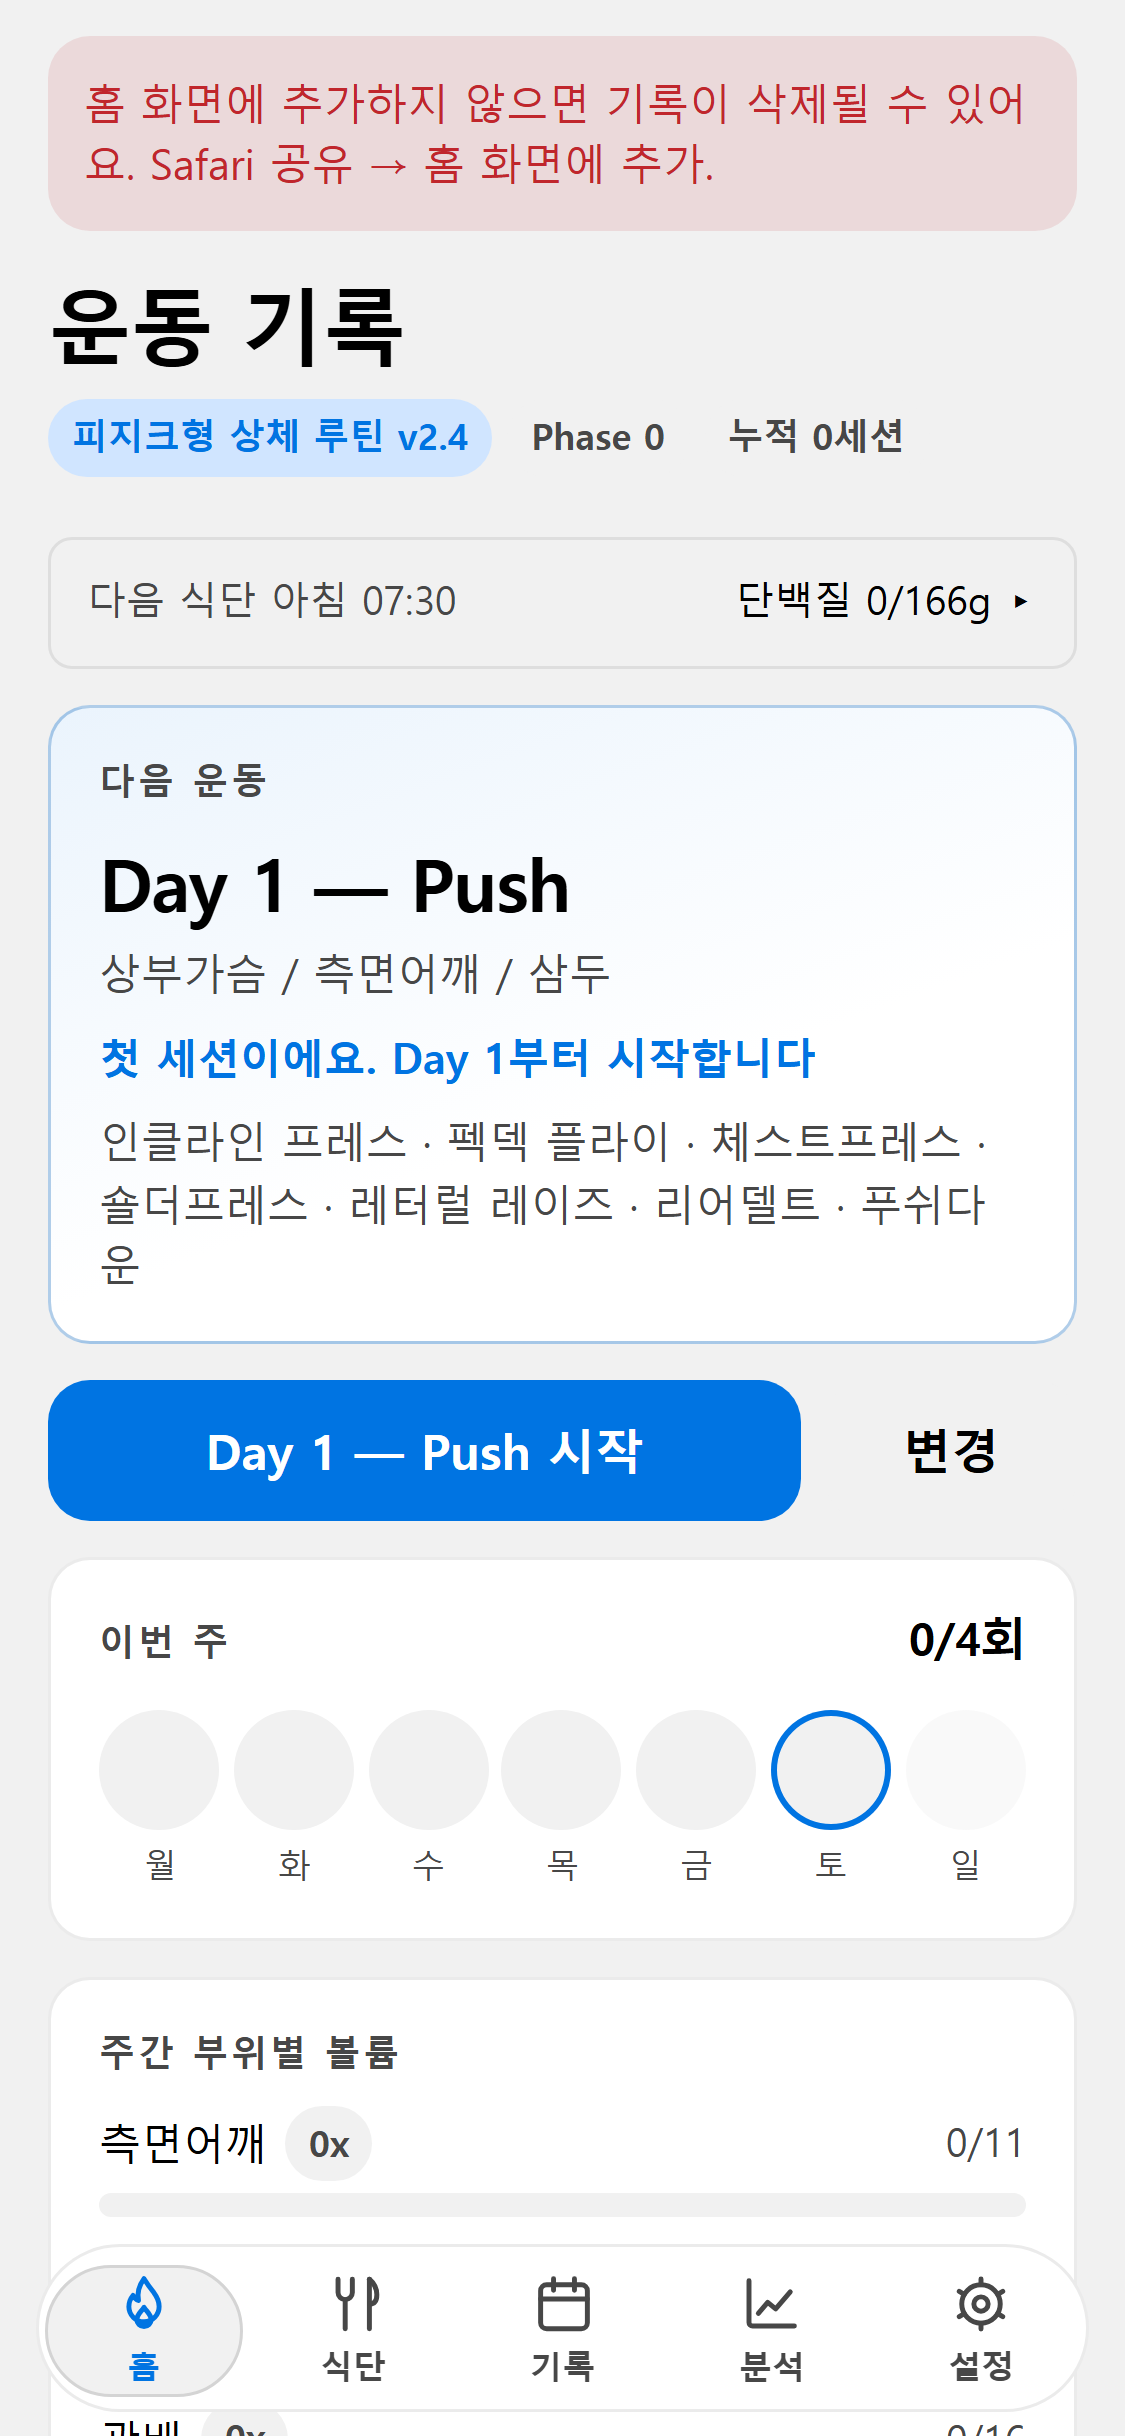 홈 화면에 추가하지 않으면 기록이 삭제될 수 있어
요. Safari 공유 → 홈 화면에 추가.
운동 기록
피지크형 상체 루틴 v2.4 Phase 0 누적 0세션
다음 식단 아침 07:30 단백질 0/166g ▸
다음 운동
Day 1 — Push
상부가슴 / 측면어깨 / 삼두
첫 세션이에요. Day 1부터 시작합니다
인클라인 프레스 · 펙덱 플라이 · 체스트프레스 ·
숄더프레스 · 레터럴 레이즈 · 리어델트 · 푸쉬다
운
Day 1 — Push 시작 변경
이번 주 0/4회
월 화 수 목 금 토 일
주간 부위별 볼륨
측면어깨 0x 0/11
홈 식단 기록 분석 설정